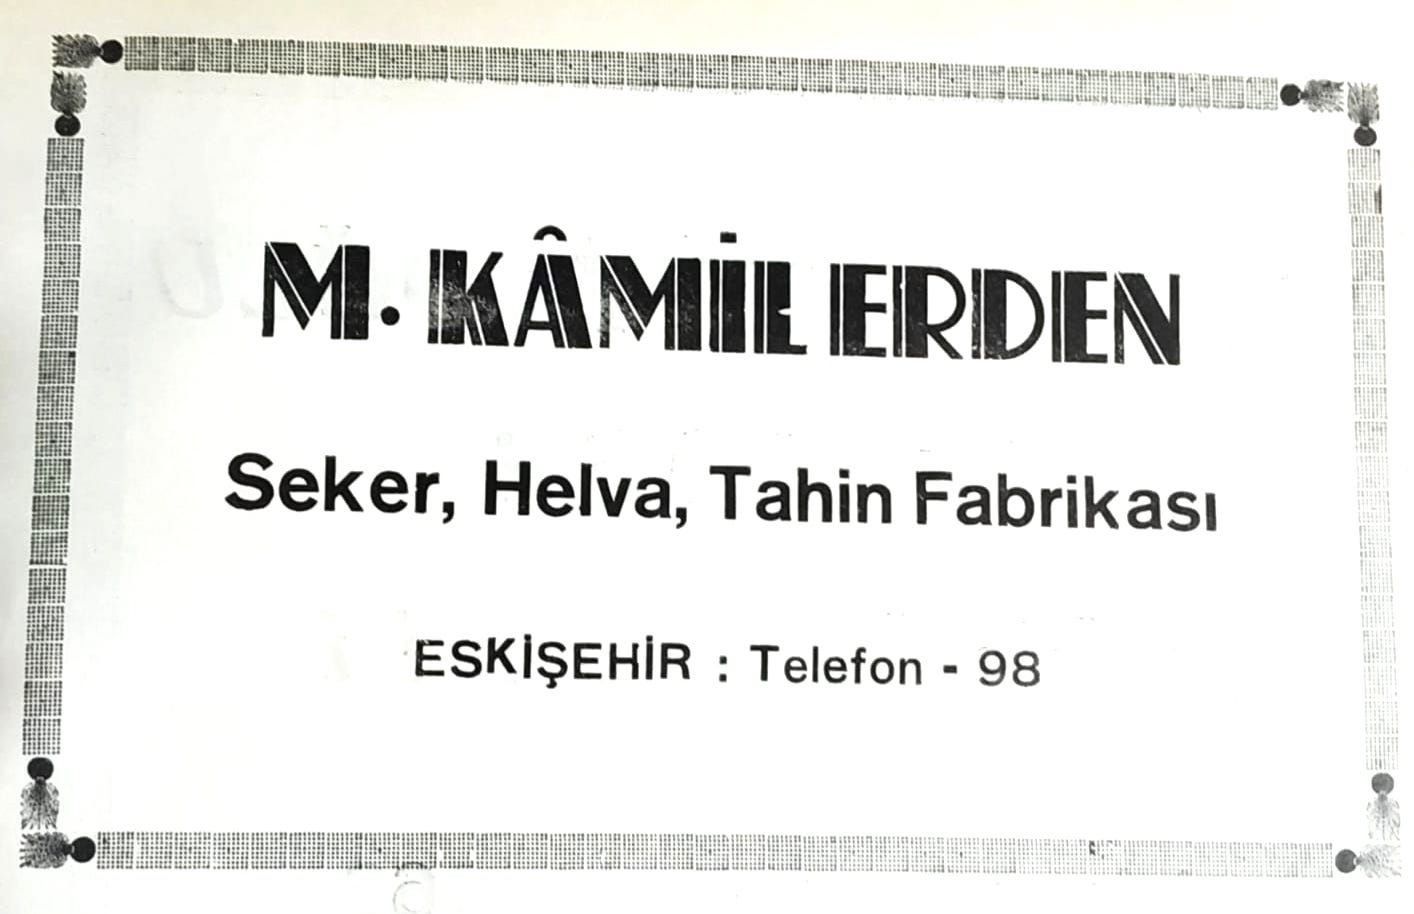 M. KÂMİL ERDEN
Seker, Helva, Tahin Fabrikası
ESKİŞEHİR : Telefon - 98